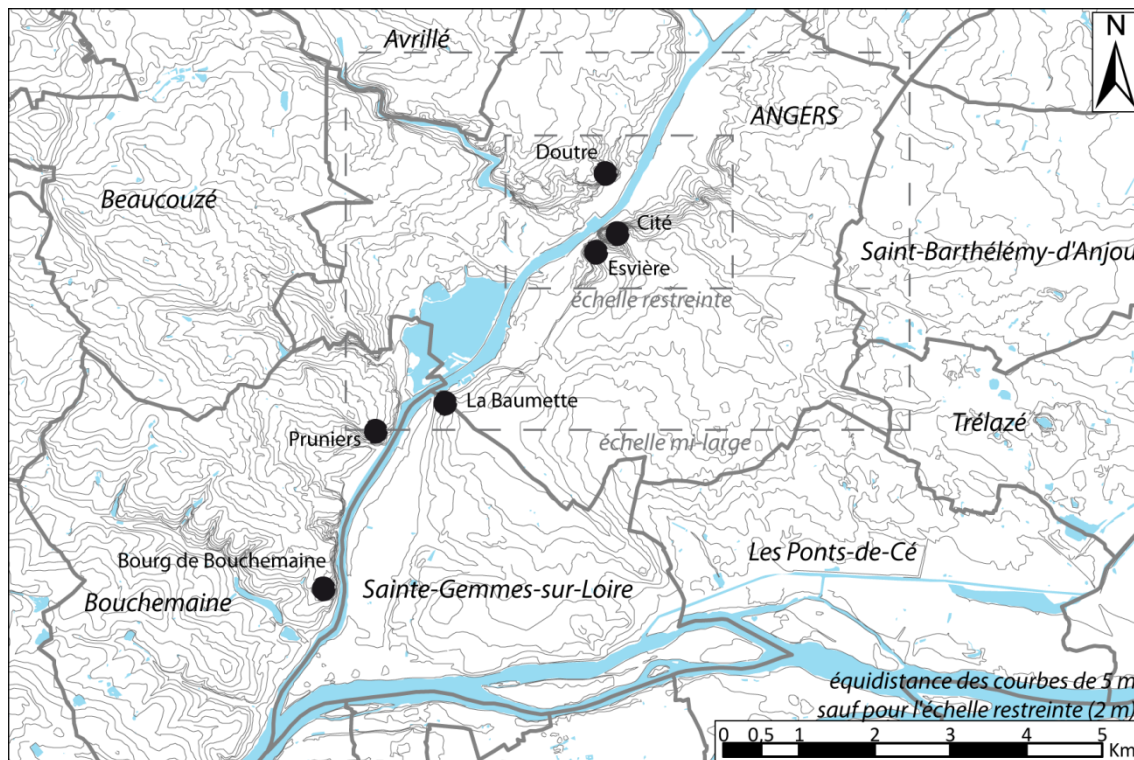 Avrillé
N
ANGERS
Doutre
Beaucouzé
Cité
Saint-Barthélémy-d'Anjou
Esvière
échelle restreinte
La Baumette
Trélazé
Pruniers
échelle mi-large
Les Ponts-de-Cé
Bourg de Bouchemaine
Sainte-Gemmes-sur-Loire
Bouchemaine
équidistance des courbes de 5 m
sauf pour l'échelle restreinte (2 m)
0 0,5 1 2 3 4 5
Km